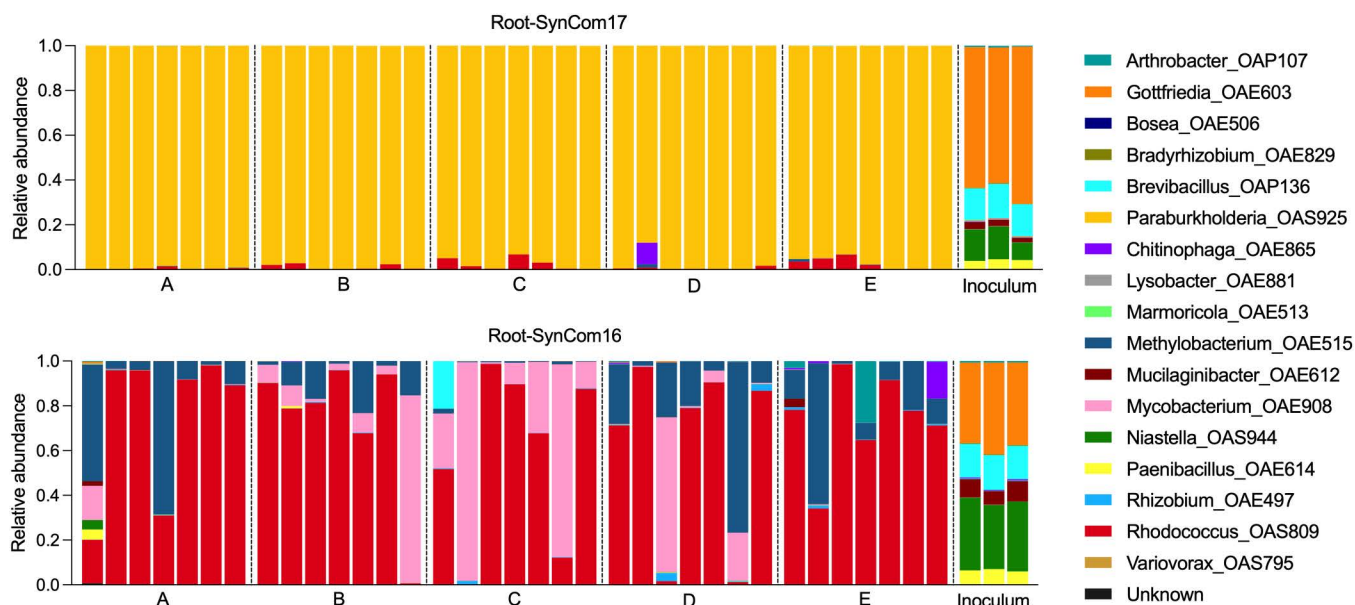 Root-SynCom17
Relative abundance
1.0
0.8
0.6
0.4
0.2
0.0
A B C D E Inoculum
Root-SynCom16
Relative abundance
1.0
0.8
0.6
0.4
0.2
0.0
A B C D E Inoculum
Arthrobacter_OAP107
Gottfriedia_OAE603
Bosea_OAE506
Bradyrhizobium_OAE829
Brevibacillus_OAP136
Paraburkholderia_OAS925
Chitinophaga_OAE865
Lysobacter_OAE881
Marmoricola_OAE513
Methylobacterium_OAE515
Mucilaginibacter_OAE612
Mycobacterium_OAE908
Niastella_OAS944
Paenibacillus_OAE614
Rhizobium_OAE497
Rhodococcus_OAS809
Variovorax_OAS795
Unknown